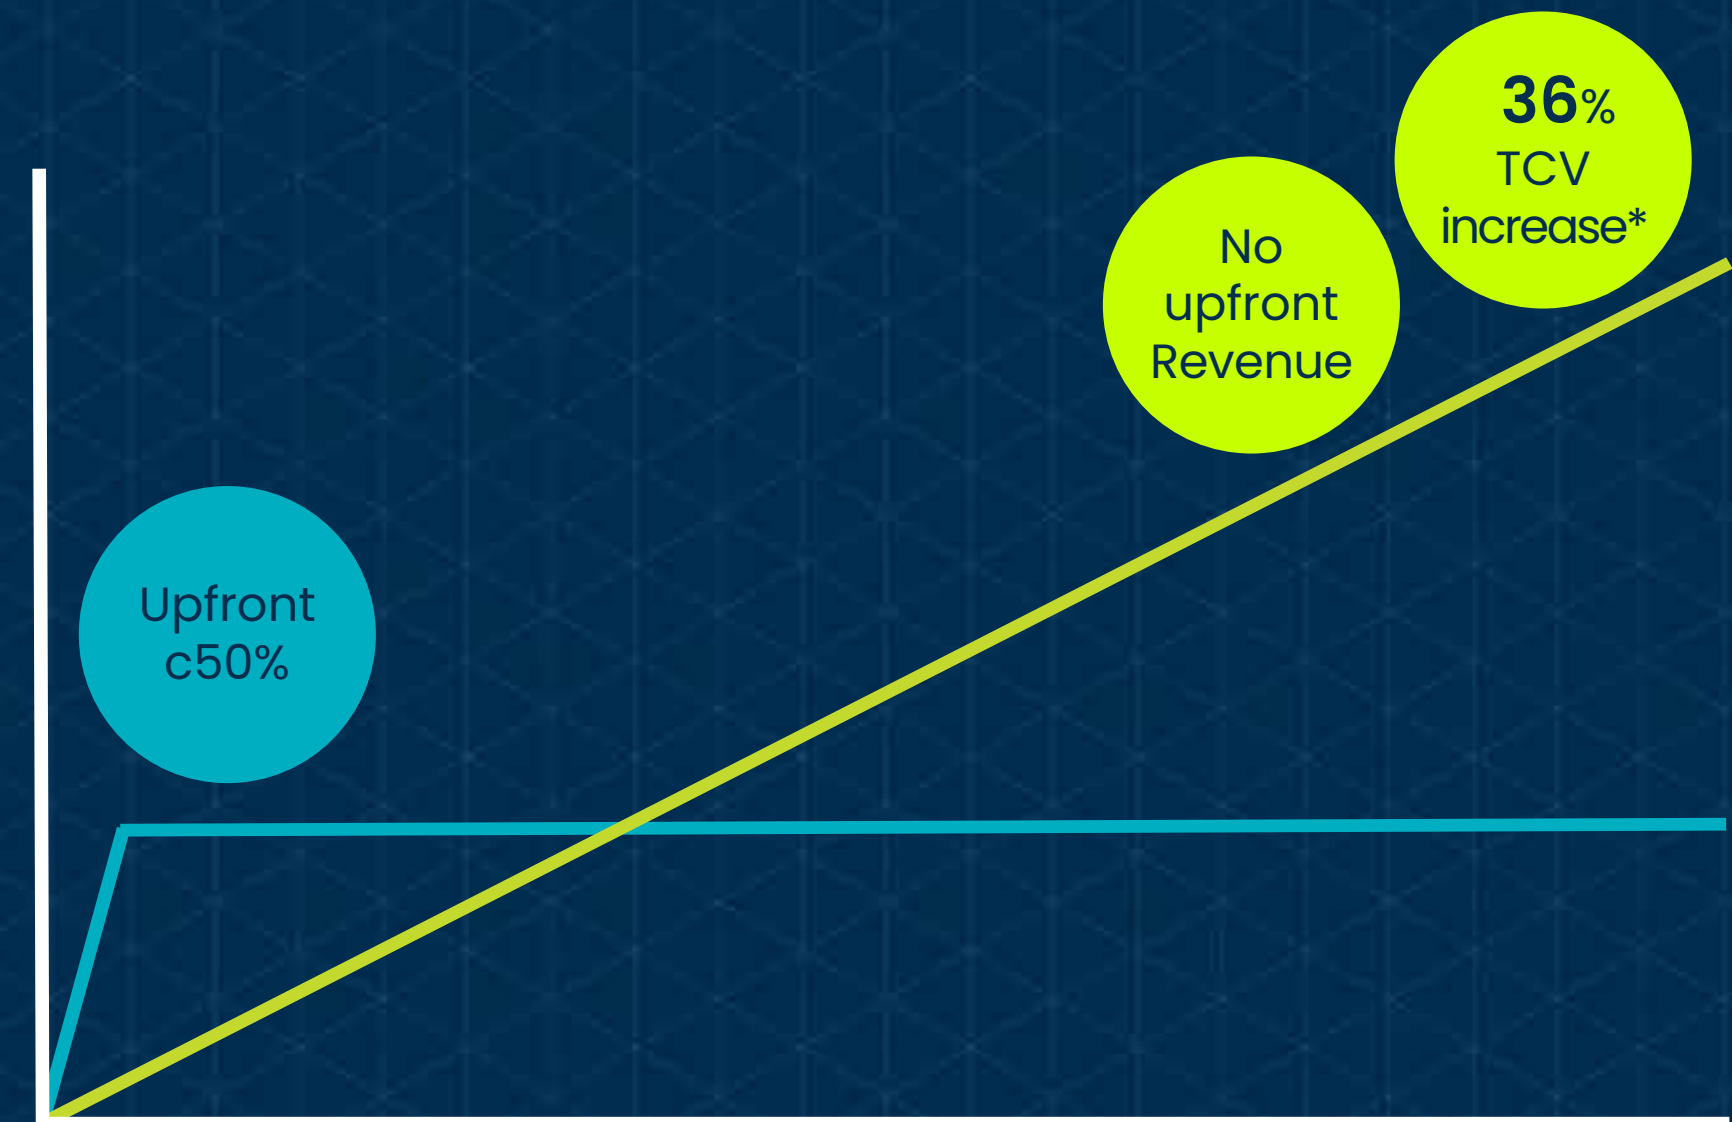 36%
TCV
increase*
No
upfront
Revenue
Upfront
c50%